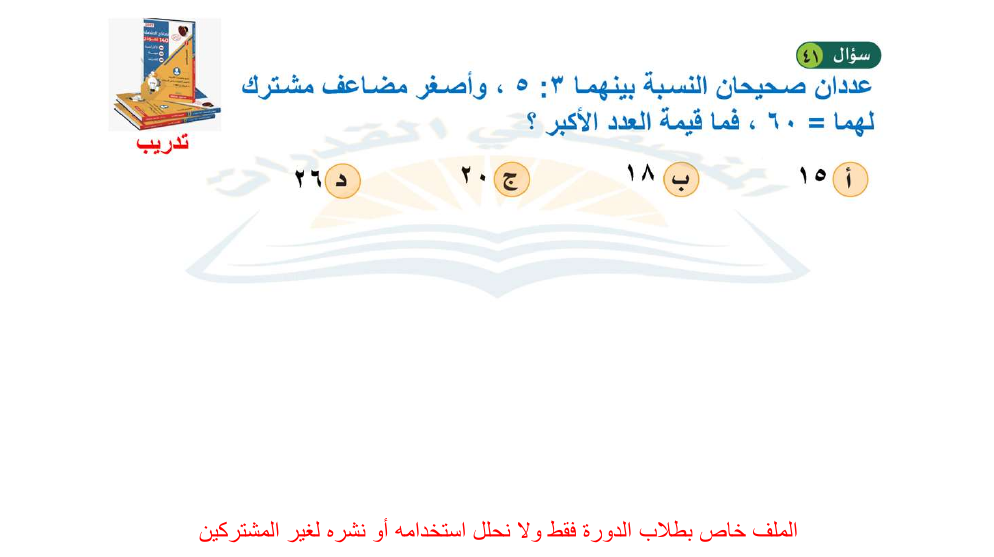 سؤال ٤١
عددان صحيحان النسبة بينهما ٣: ٥ ، وأصغر مضاعف مشترك
لهما = ٦٠ ، فما قيمة العدد الأكبر ؟
تدريب
أ ١٥ ب ١٨ ج ٢٠ د ٢٦
الملف خاص بطلاب الدورة فقط ولا نحلل استخدامه أو نشره لغير المشتركين